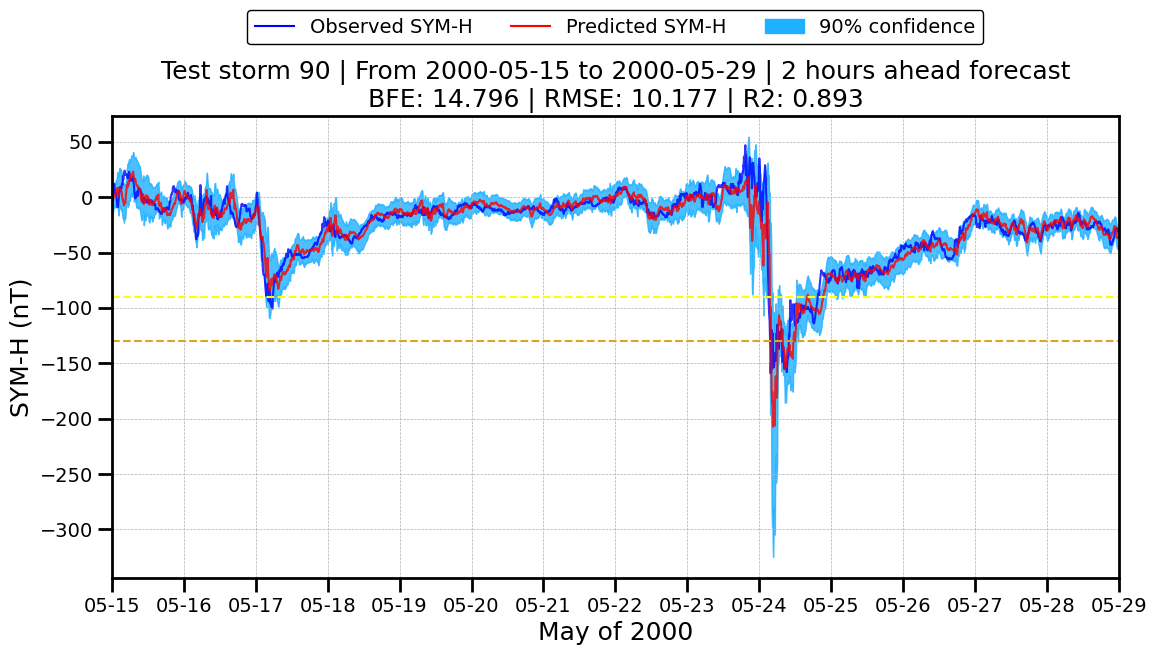 Observed SYM-H Predicted SYM-H 90% confidence
Test storm 90 | From 2000-05-15 to 2000-05-29 | 2 hours ahead forecast
BFE: 14.796 | RMSE: 10.177 | R2: 0.893
SYM-H (nT)
50
0
−50
−100
−150
−200
−250
−300
05-15 05-16 05-17 05-18 05-19 05-20 05-21 05-22 05-23 05-24 05-25 05-26 05-27 05-28 05-29
May of 2000